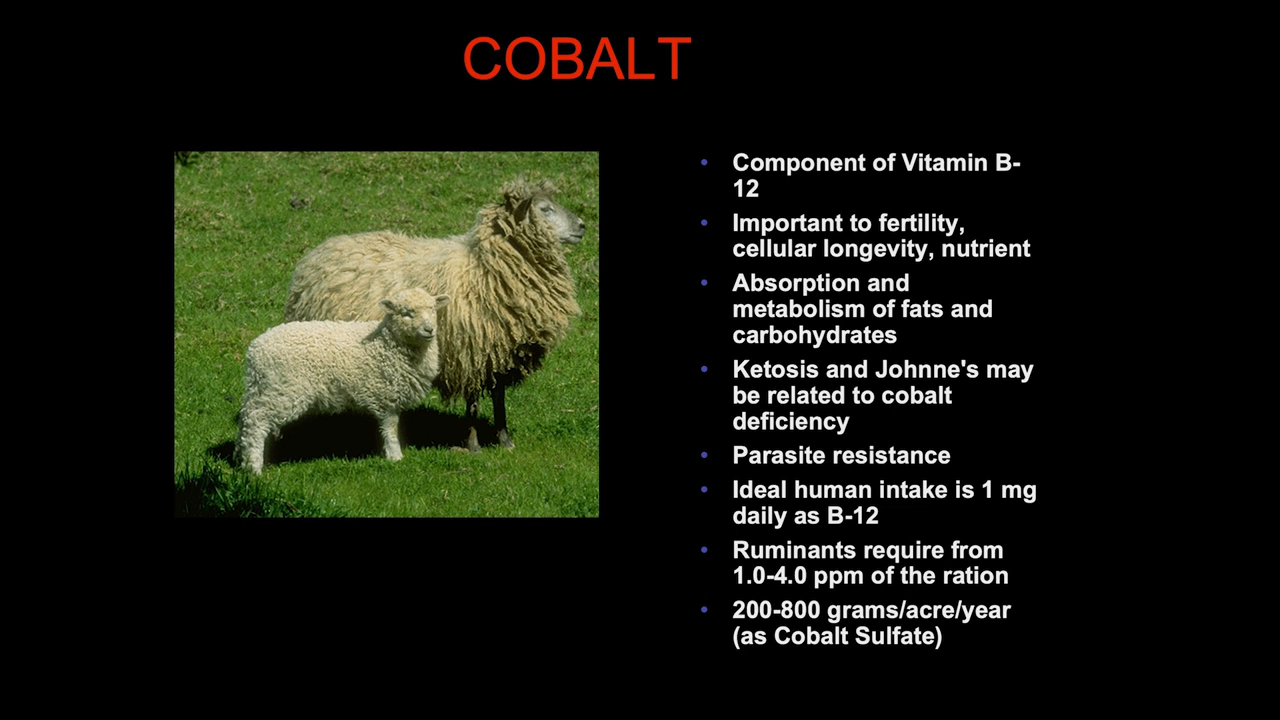 COBALT
• Component of Vitamin B-
12
• Important to fertility,
cellular longevity, nutrient
• Absorption and
metabolism of fats and
carbohydrates
• Ketosis and Johnne's may
be related to cobalt
deficiency
• Parasite resistance
• Ideal human intake is 1 mg
daily as B-12
• Ruminants require from
1.0-4.0 ppm of the ration
• 200-800 grams/acre/year
(as Cobalt Sulfate)